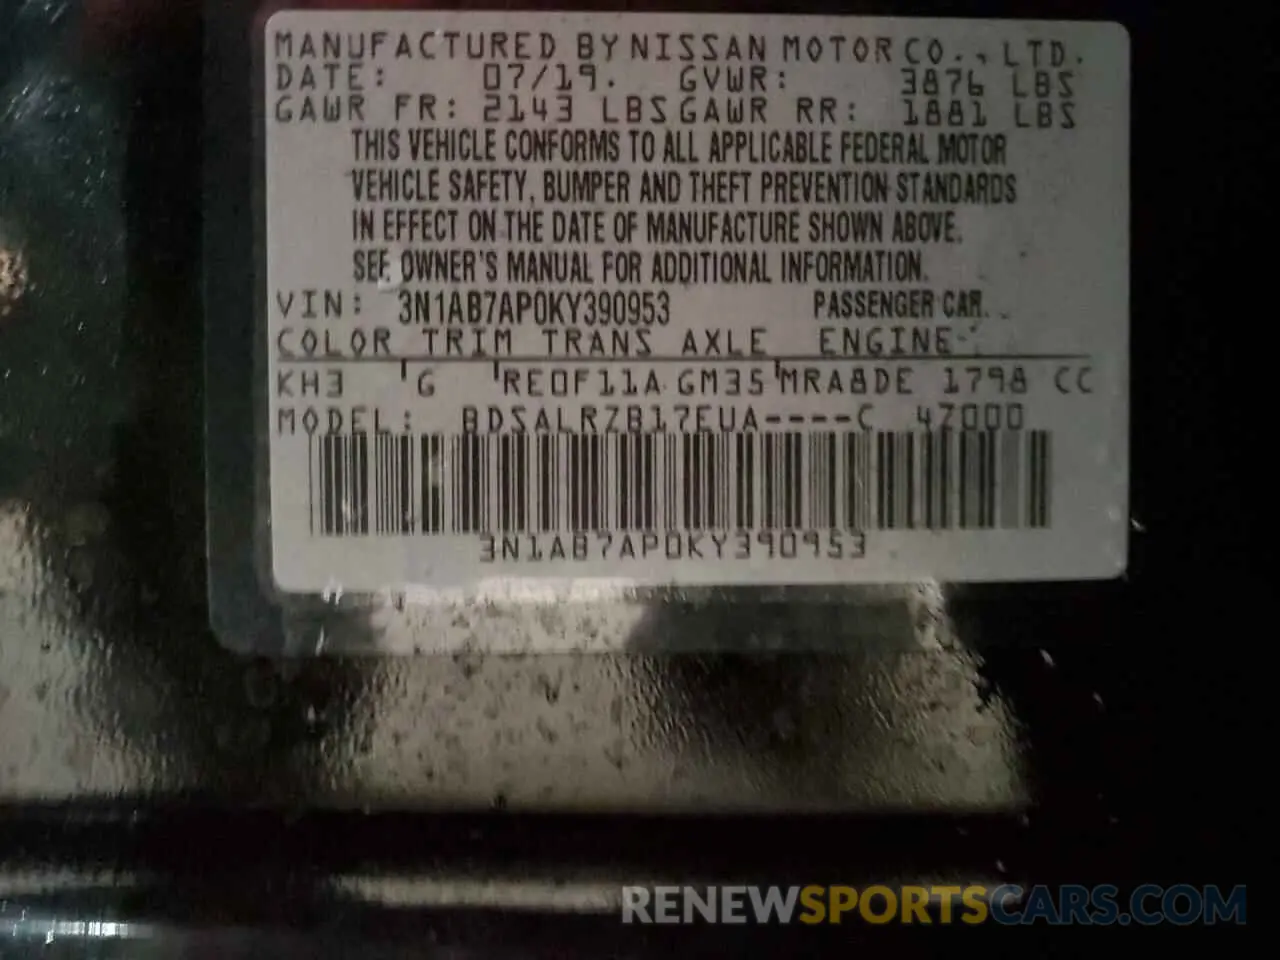 MANUFACTURED BY NISSAN MOTOR CO., LTD.
DATE: 07/19. GVWR: 3876 LBS
GAWR FR: 2143 LBS GAWR RR: 1881 LBS
THIS VEHICLE CONFORMS TO ALL APPLICABLE FEDERAL MOTOR
VEHICLE SAFETY, BUMPER AND THEFT PREVENTION STANDARDS
IN EFFECT ON THE DATE OF MANUFACTURE SHOWN ABOVE.
SEE OWNER'S MANUAL FOR ADDITIONAL INFORMATION.
VIN: 3N1AB7AP0KY390953 PASSENGER CAR.
COLOR TRIM TRANS AXLE ENGINE
KH3 G RE0F11A GM35 MRA8DE 1798 CC
MODEL: BDSALRZB17EUA----C 4Z000
3N1AB7AP0KY390953
RENEWSPORTSCARS.COM